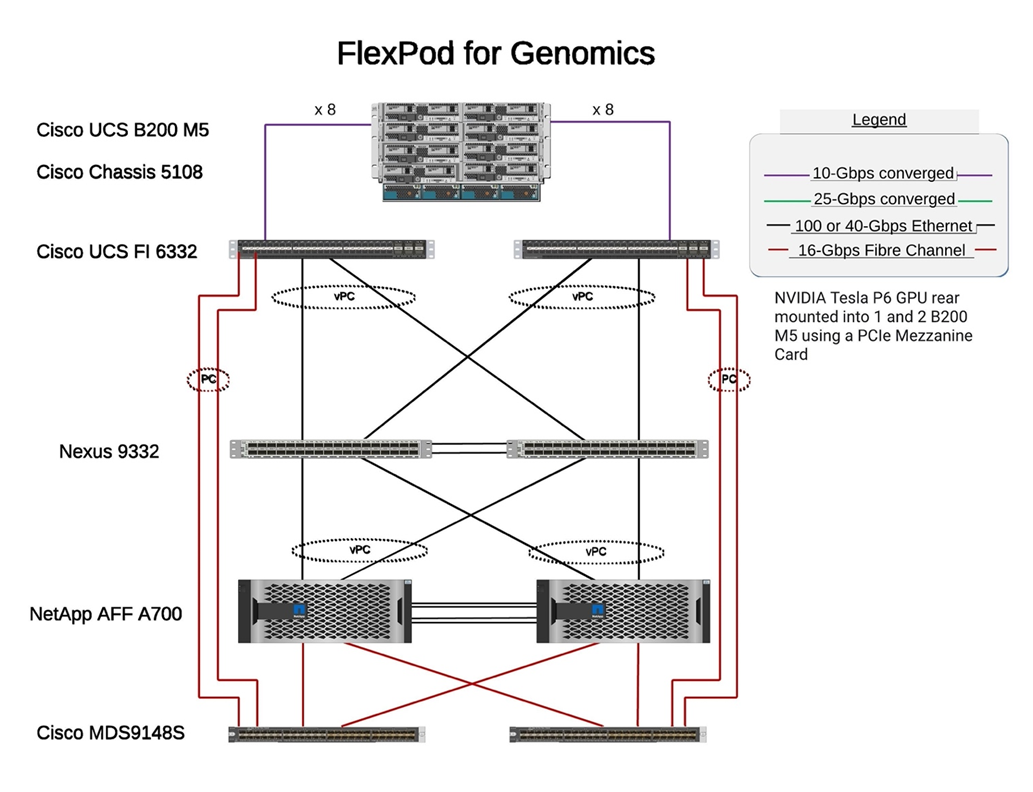 FlexPod for Genomics
x 8
x 8
Cisco UCS B200 M5
Cisco Chassis 5108
Legend
10-Gbps converged
25-Gbps converged
100 or 40-Gbps Ethernet
16-Gbps Fibre Channel
Cisco UCS FI 6332
NVIDIA Tesla P6 GPU rear
mounted into 1 and 2 B200
M5 using a PCIe Mezzanine
Card
vPC
vPC
PC
PC
Nexus 9332
vPC
vPC
NetApp AFF A700
Cisco MDS9148S